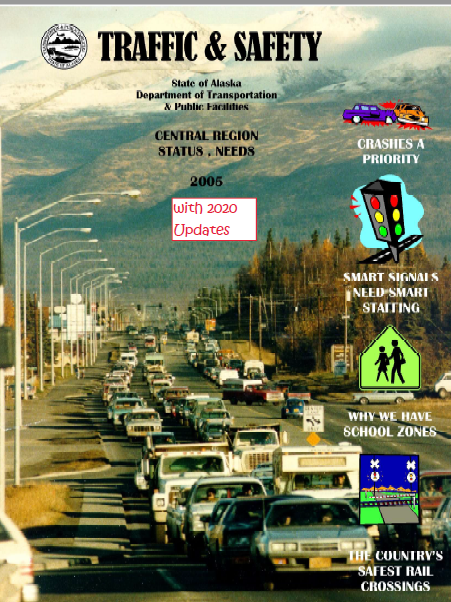 TRAFFIC & SAFETY
State of Alaska
Department of Transportation
& Public Facilities
CENTRAL REGION
STATUS . NEEDS
2005
with 2020
Updates
CRASHES A
PRIORITY
SMART SIGNALS
NEED SMART
STAFFING
WHY WE HAVE
SCHOOL ZONES
THE COUNTRY'S
SAFEST RAIL
CROSSINGS